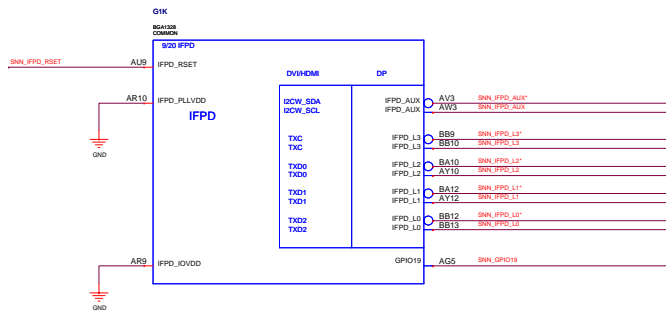 G1K
BGA1328
COMMON
9/20 IFPD
SNN_IFPD_RSET AU9 IFPD_RSET
DVI/HDMI DP
AR10 IFPD_PLLVDD
IFPD
GND
I2CW_SDA IFPD_AUX AV3 SNN_IFPD_AUX*
I2CW_SCL IFPD_AUX AW3 SNN_IFPD_AUX
TXC IFPD_L3 BB9 SNN_IFPD_L3*
TXC IFPD_L3 BB10 SNN_IFPD_L3
TXD0 IFPD_L2 BA10 SNN_IFPD_L2*
TXD0 IFPD_L2 AY10 SNN_IFPD_L2
TXD1 IFPD_L1 BA12 SNN_IFPD_L1*
TXD1 IFPD_L1 AY12 SNN_IFPD_L1
TXD2 IFPD_L0 BB12 SNN_IFPD_L0*
TXD2 IFPD_L0 BB13 SNN_IFPD_L0
AR9 IFPD_IOVDD GPIO19 AG5 SNN_GPIO19
GND